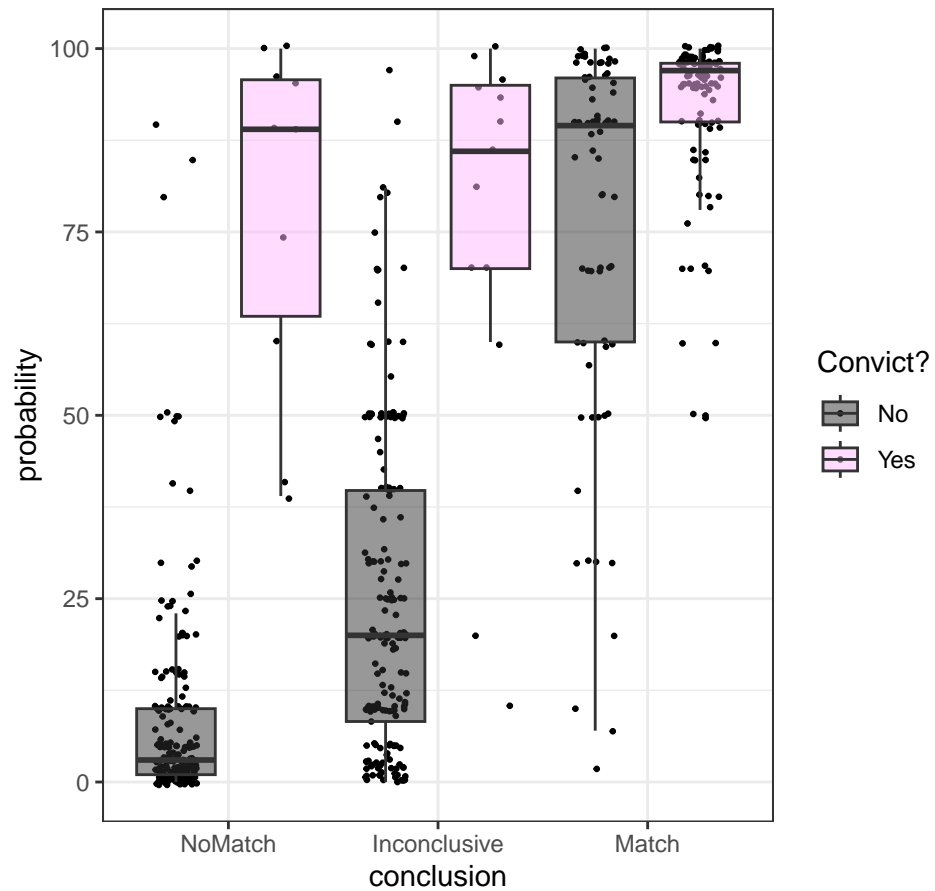 100
75
50
25
0
probability
NoMatch
Inconclusive
Match
conclusion
Convict?
No
Yes